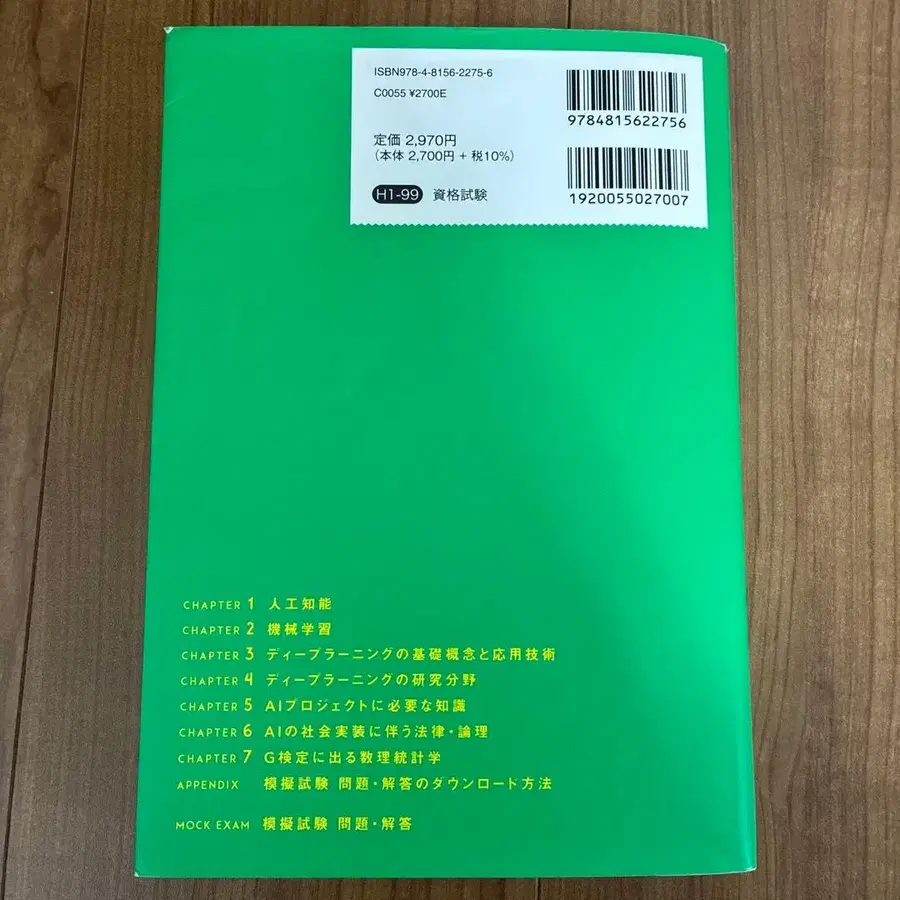 ISBN978-4-8156-2275-6
C0055 ¥2700E
定価 2,970円
(本体 2,700円 + 税10%)
H1-99 資格試験
9784815622756
1920055027007
CHAPTER 1 人工知能
CHAPTER 2 機械学習
CHAPTER 3 ディープラーニングの基礎概念と応用技術
CHAPTER 4 ディープラーニングの研究分野
CHAPTER 5 AIプロジェクトに必要な知識
CHAPTER 6 AIの社会実装に伴う法律・論理
CHAPTER 7 G検定に出る数理統計学
APPENDIX 模擬試験 問題・解答のダウンロード方法
MOCK EXAM 模擬試験 問題・解答